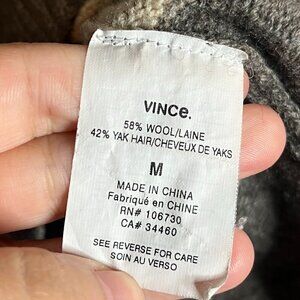 VINCe.
58% WOOL/LAINE
42% YAK HAIR/CHEVEUX DE YAKS
M
MADE IN CHINA
Fabriqué en CHINE
RN# 106730
CA# 34460
SEE REVERSE FOR CARE
SOIN AU VERSO